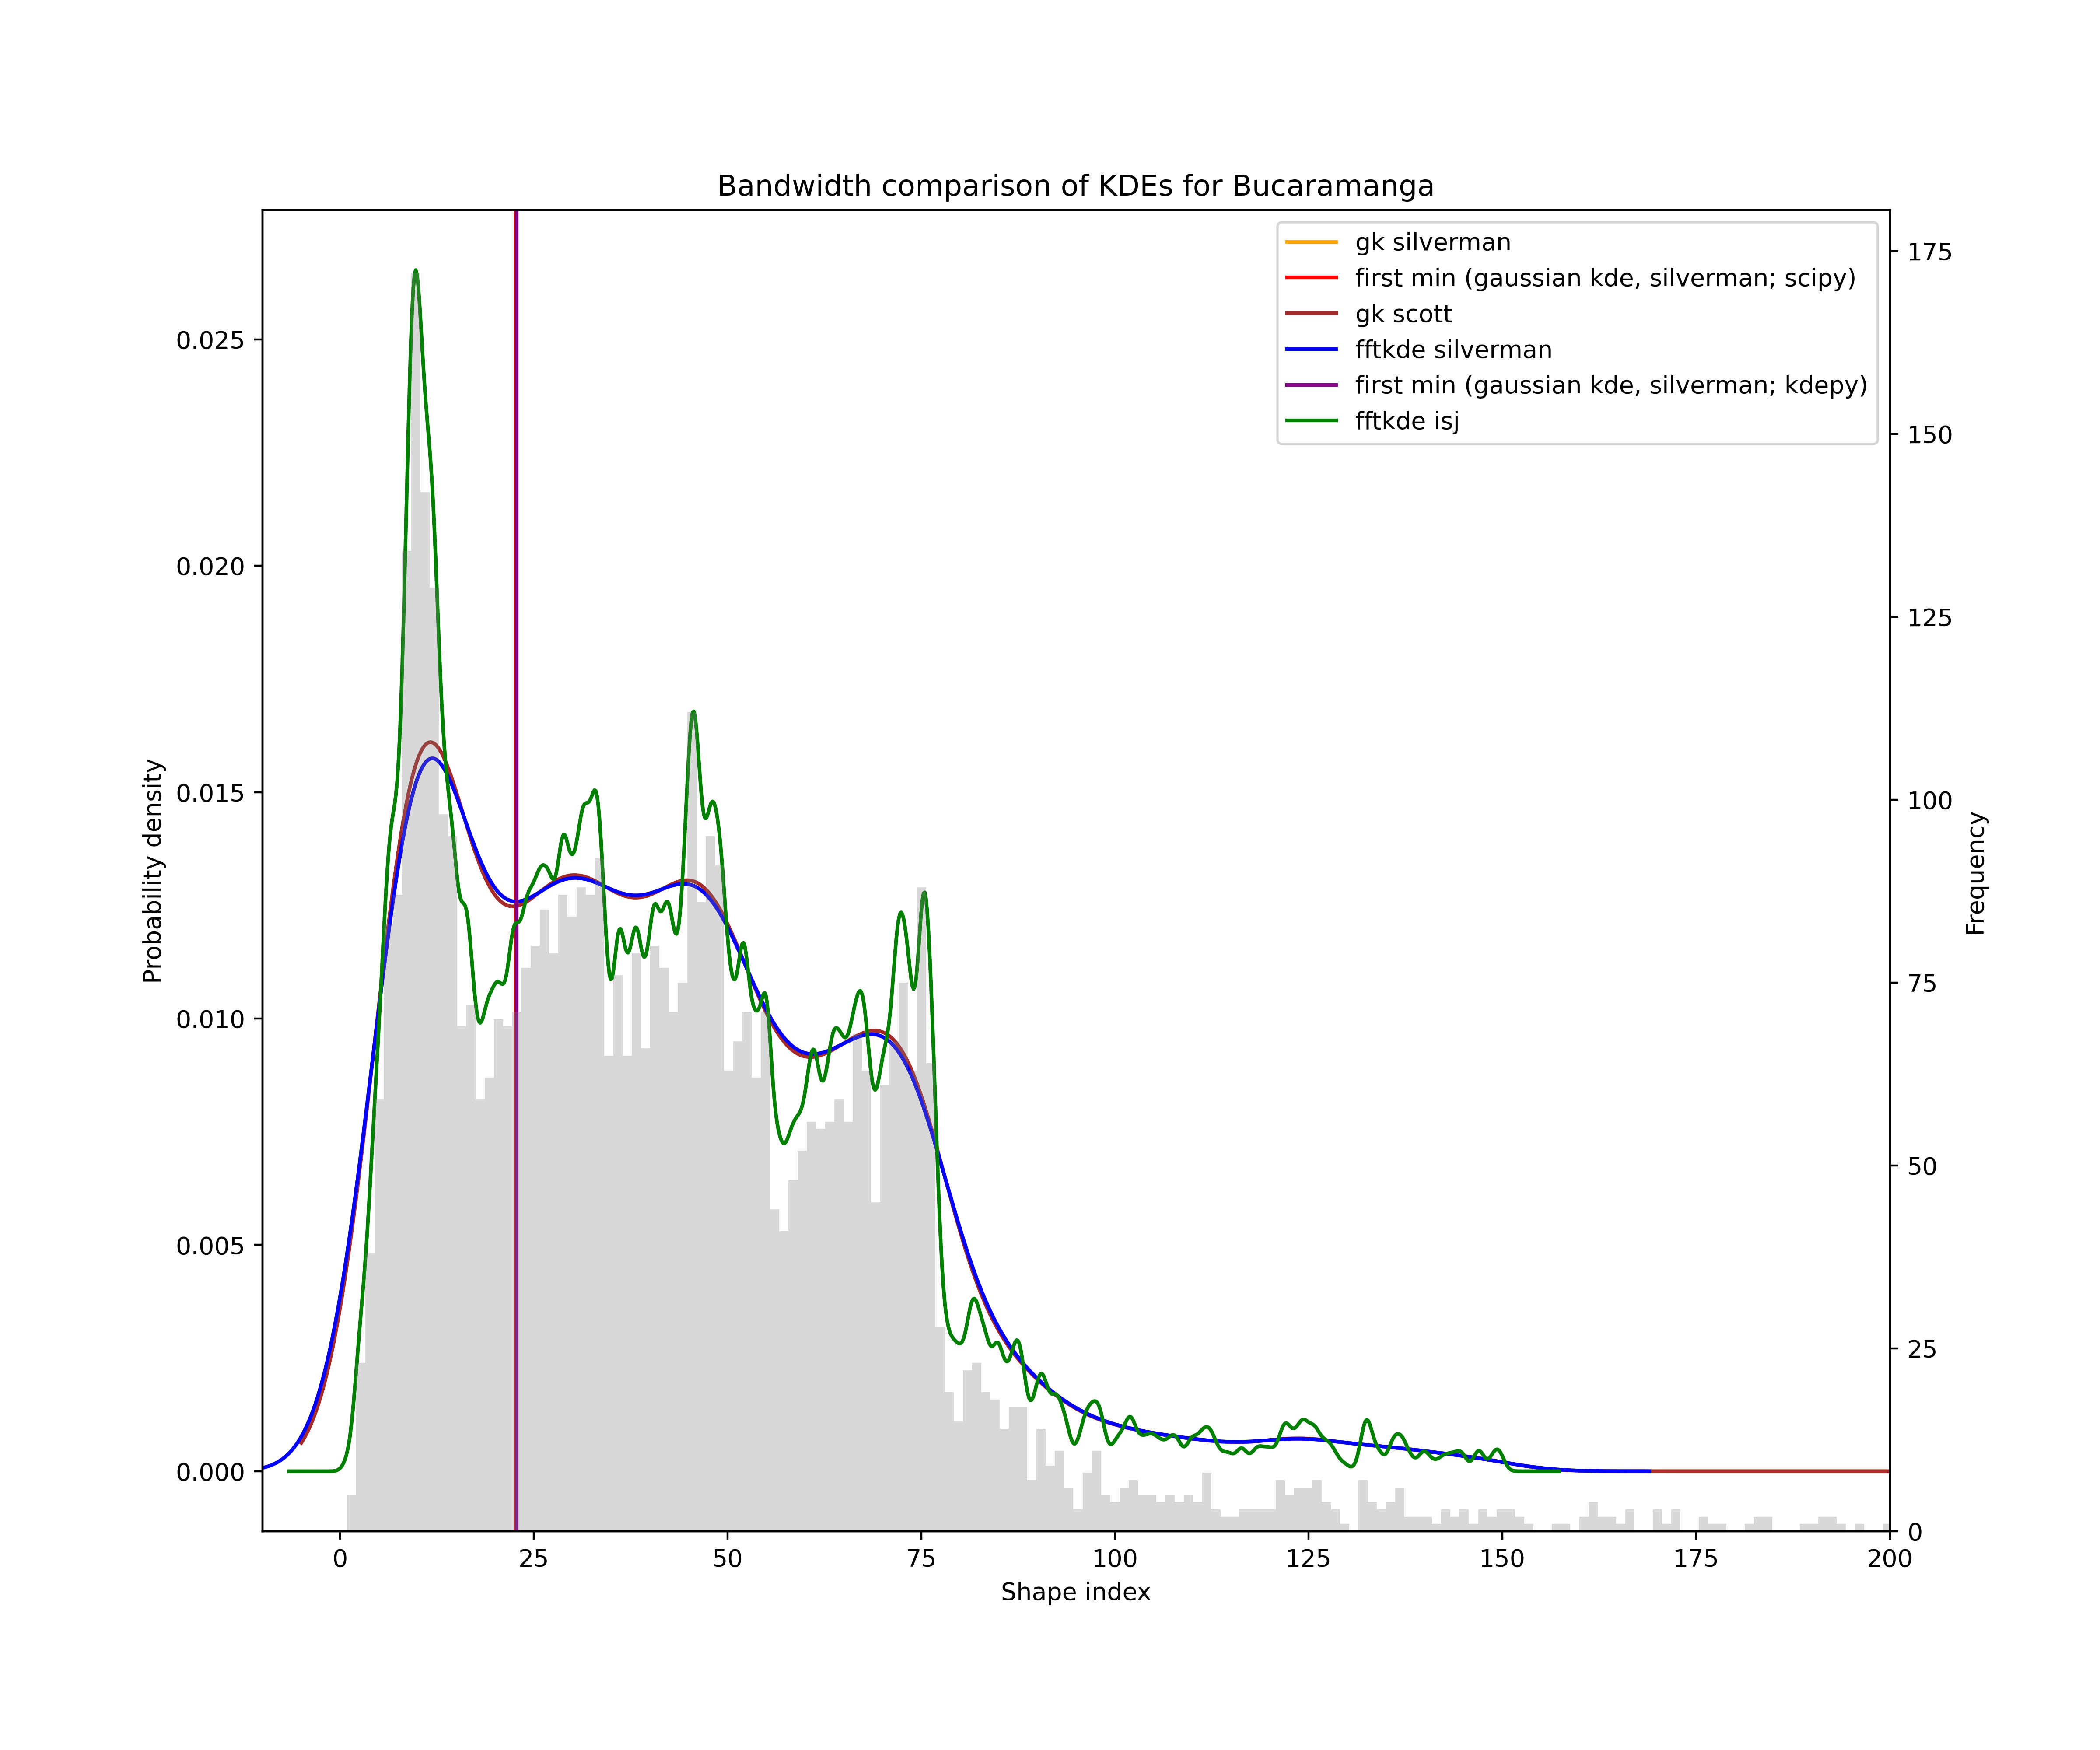 Bandwidth comparison of KDEs for Bucaramanga
gk silverman
first min (gaussian kde, silverman; scipy)
gk scott
fftkde silverman
first min (gaussian kde, silverman; kdepy)
fftkde isj
Probability density
0.025
0.020
0.015
0.010
0.005
0.000
175
150
125
100
75
50
25
0
Frequency
0 25 50 75 100 125 150 175 200
Shape index